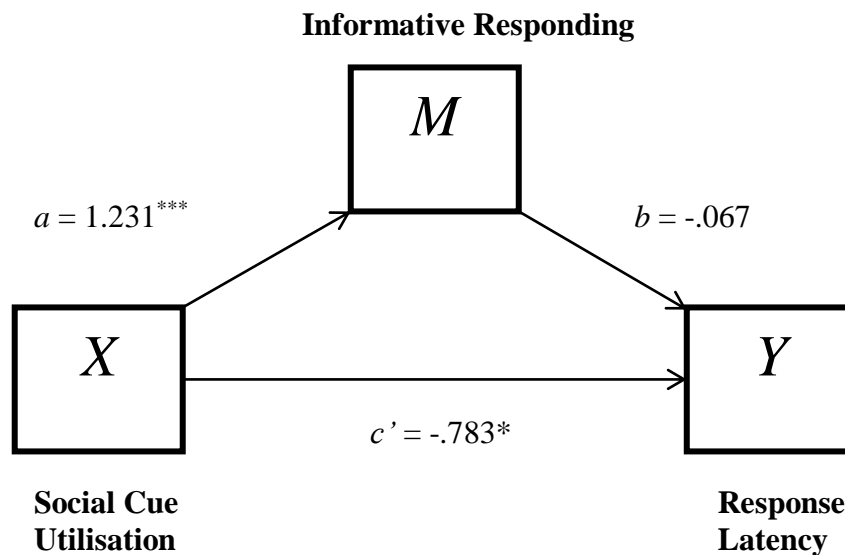 Informative Responding
M
a = 1.231***
b = -.067
X
Y
c’ = -.783*
Social Cue
Utilisation
Response
Latency